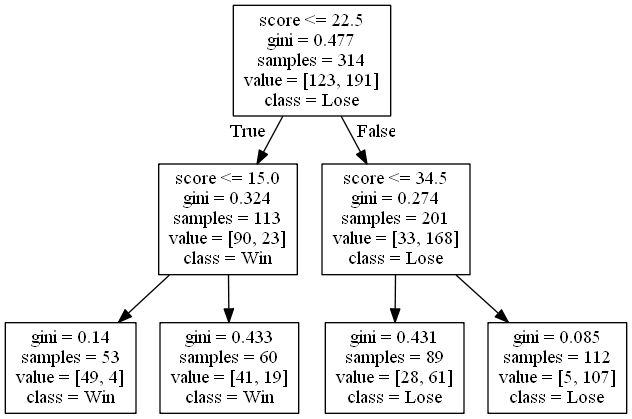 score <= 22.5
gini = 0.477
samples = 314
value = [123, 191]
class = Lose
True
False
score <= 15.0
gini = 0.324
samples = 113
value = [90, 23]
class = Win
score <= 34.5
gini = 0.274
samples = 201
value = [33, 168]
class = Lose
gini = 0.14
samples = 53
value = [49, 4]
class = Win
gini = 0.433
samples = 60
value = [41, 19]
class = Win
gini = 0.431
samples = 89
value = [28, 61]
class = Lose
gini = 0.085
samples = 112
value = [5, 107]
class = Lose